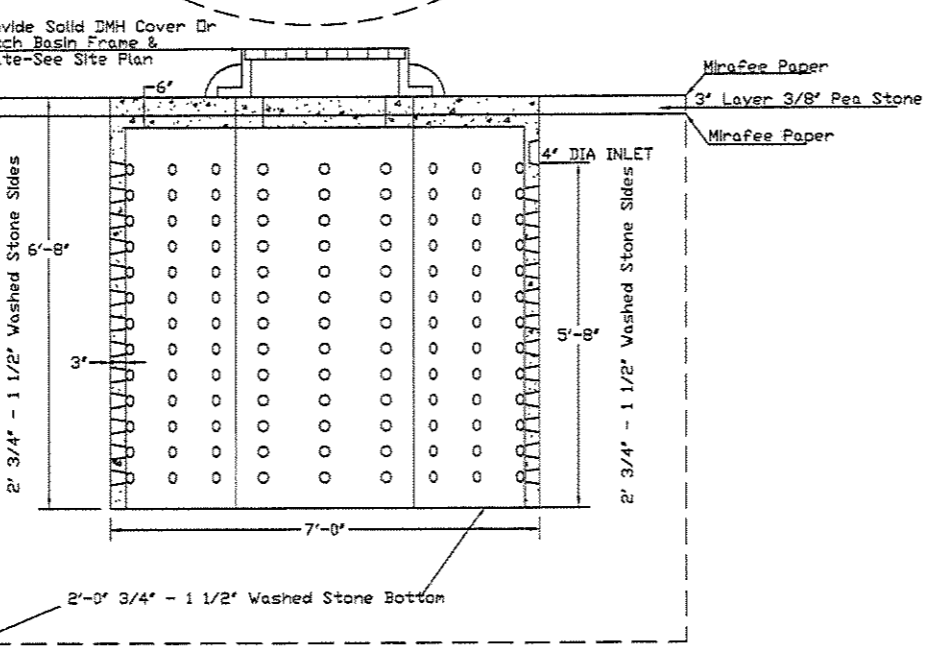 vide Solid DMH Cover Or
ch Basin Frame &
te-See Site Plan
6"
Mirafee Paper
3" Layer 3/8" Pea Stone
Mirafee Paper
4" DIA INLET
2' 3/4" - 1 1/2" Washed Stone Sides
6'-8"
3"
5'-8"
2' 3/4" - 1 1/2" Washed Stone Sides
7'-0"
2'-0" 3/4" - 1 1/2" Washed Stone Bottom